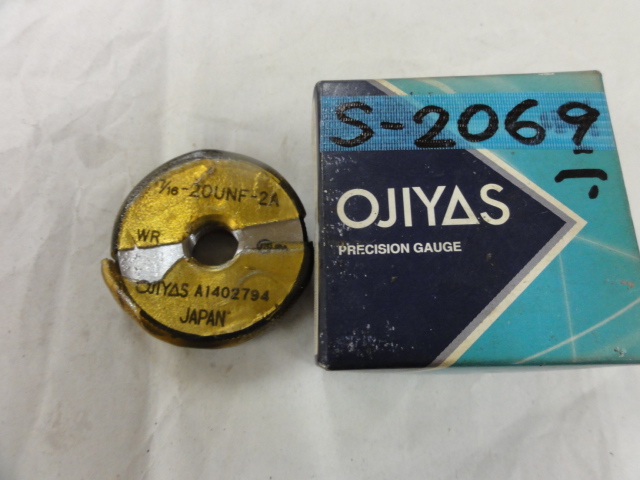 7/16-20UNF-2A
WR
OJIYAS A1402794
JAPAN
S-2069
OJIYAS
PRECISION GAUGE